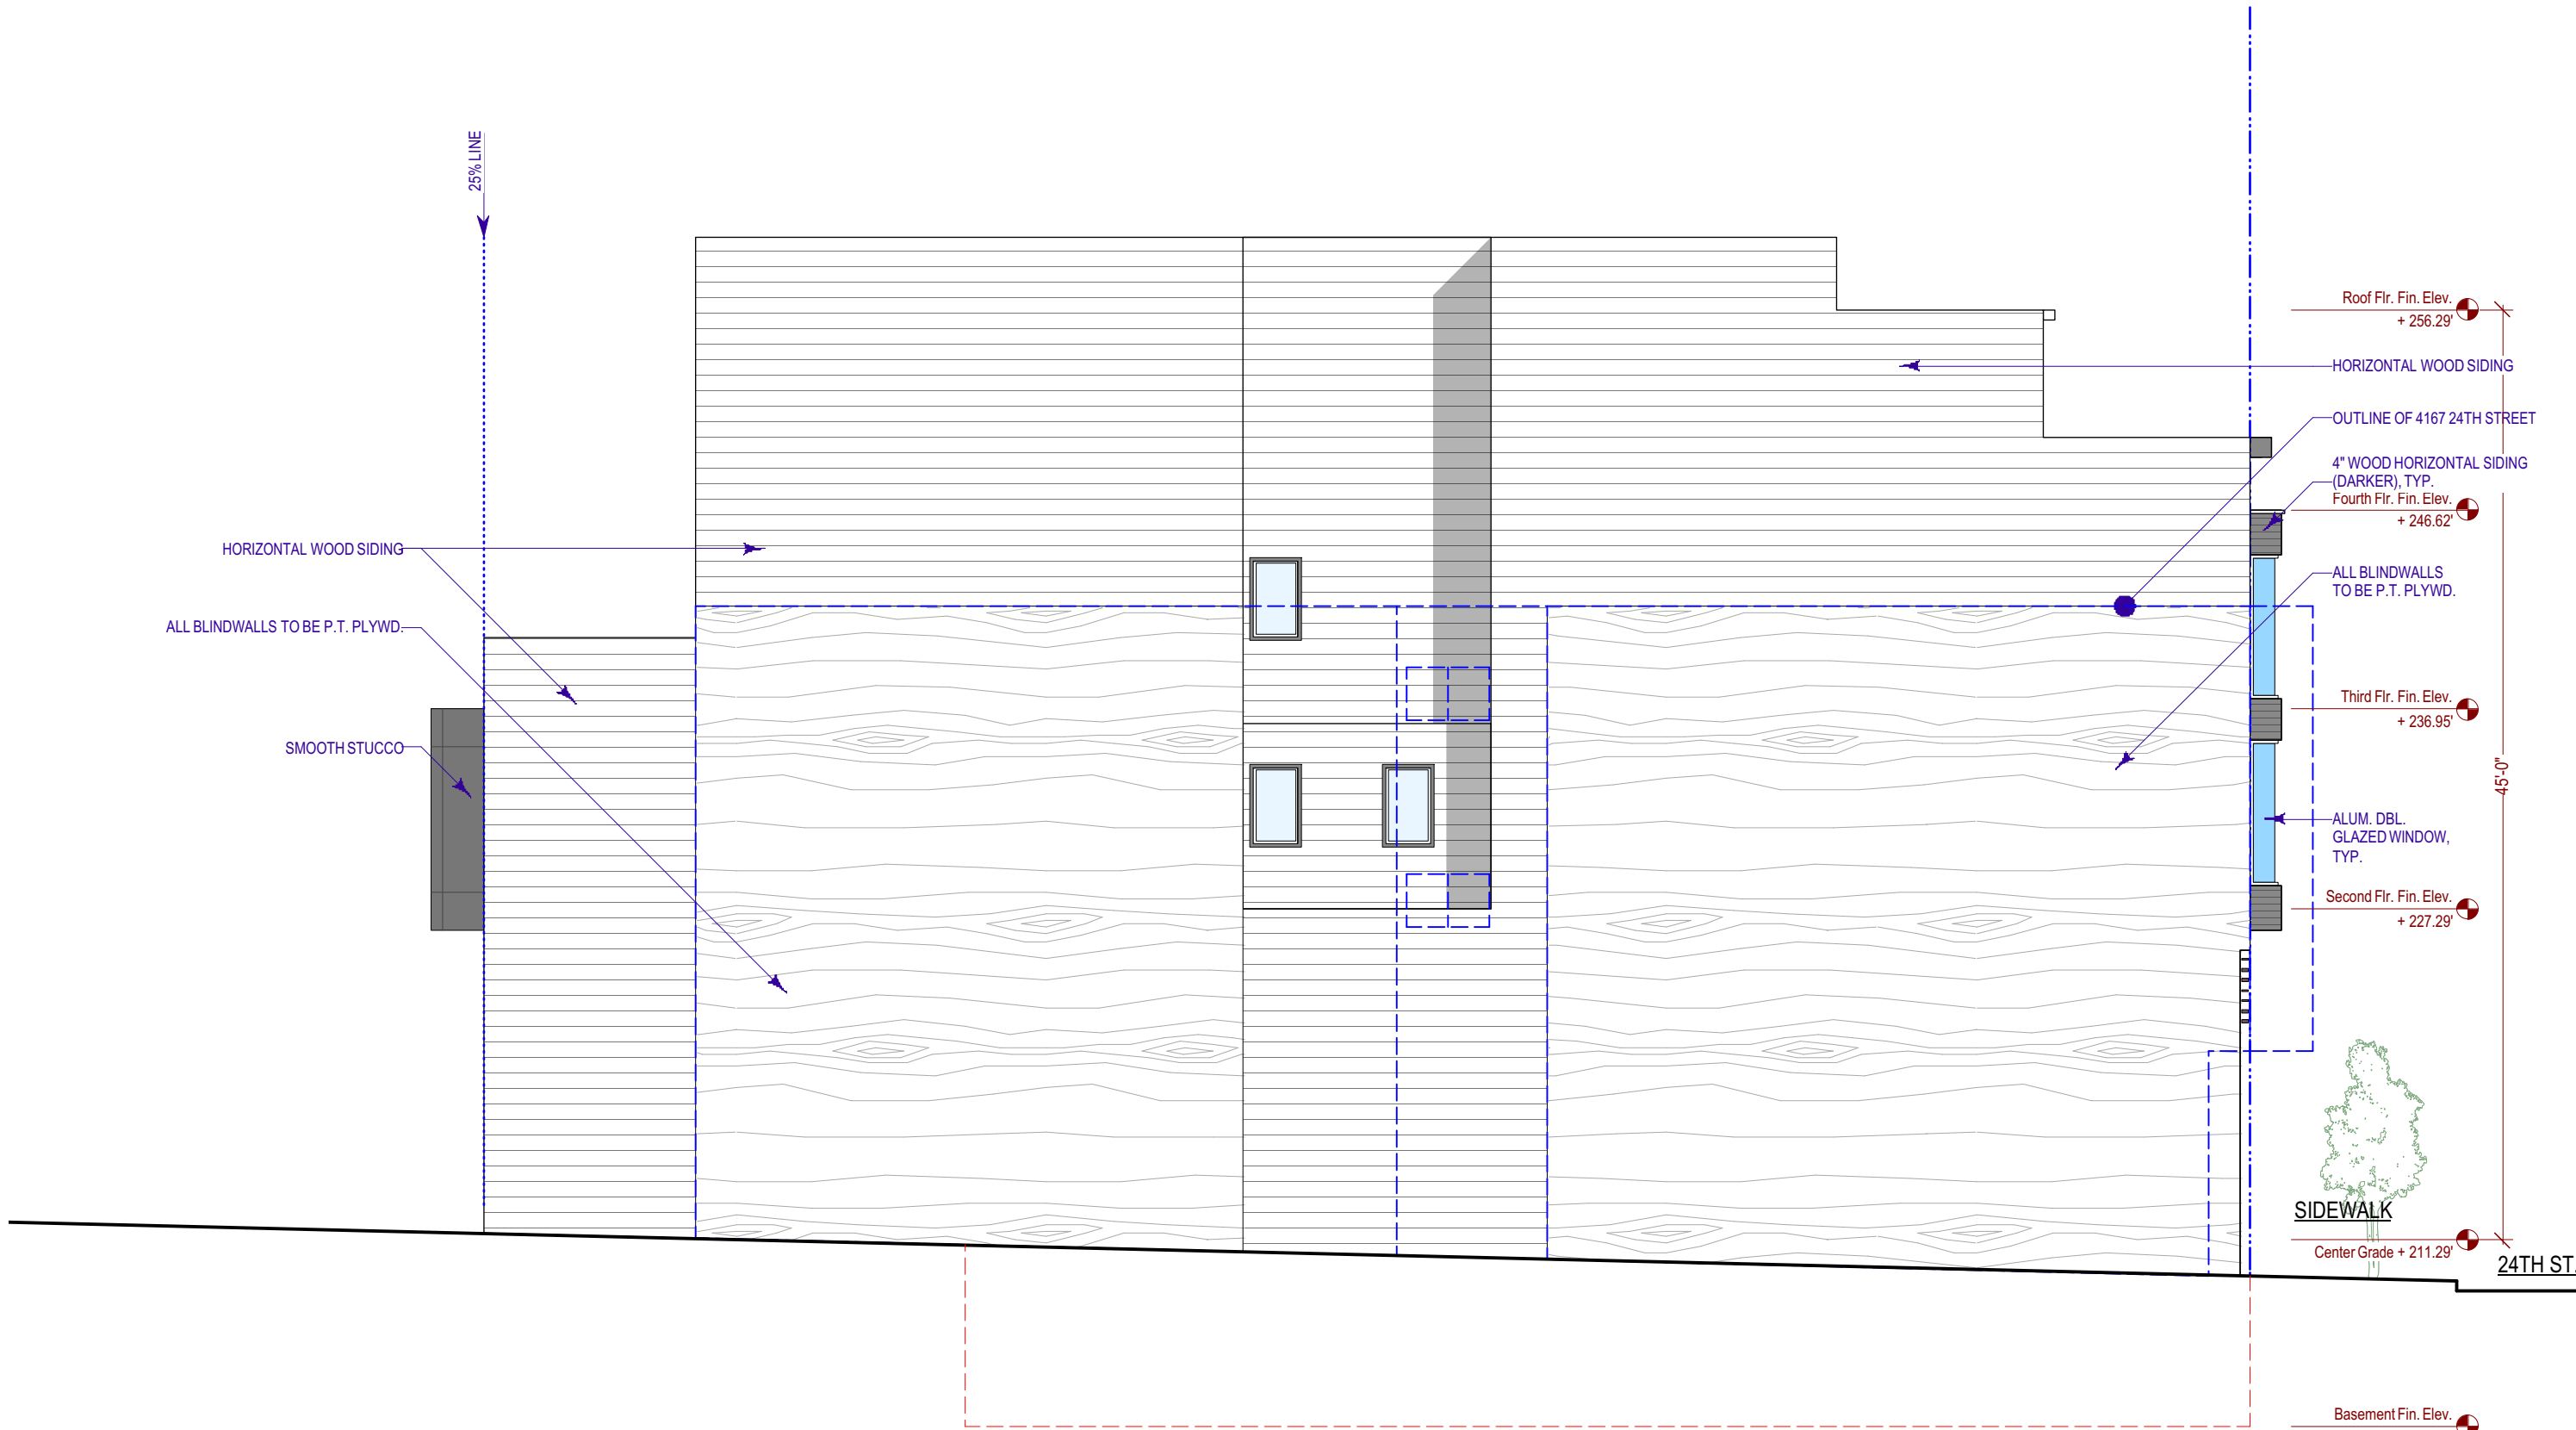 25% LINE
Roof Flr. Fin. Elev.
+ 256.29'
HORIZONTAL WOOD SIDING
OUTLINE OF 4167 24TH STREET
4" WOOD HORIZONTAL SIDING
(DARKER), TYP.
Fourth Flr. Fin. Elev.
+ 246.62'
HORIZONTAL WOOD SIDING
ALL BLINDWALLS
TO BE P.T. PLYWD.
ALL BLINDWALLS TO BE P.T. PLYWD.
Third Flr. Fin. Elev.
+ 236.95'
SMOOTH STUCCO
45'-0"
ALUM. DBL.
GLAZED WINDOW,
TYP.
Second Flr. Fin. Elev.
+ 227.29'
SIDEWALK
Center Grade + 211.29'
24TH ST.
Basement Fin. Elev.